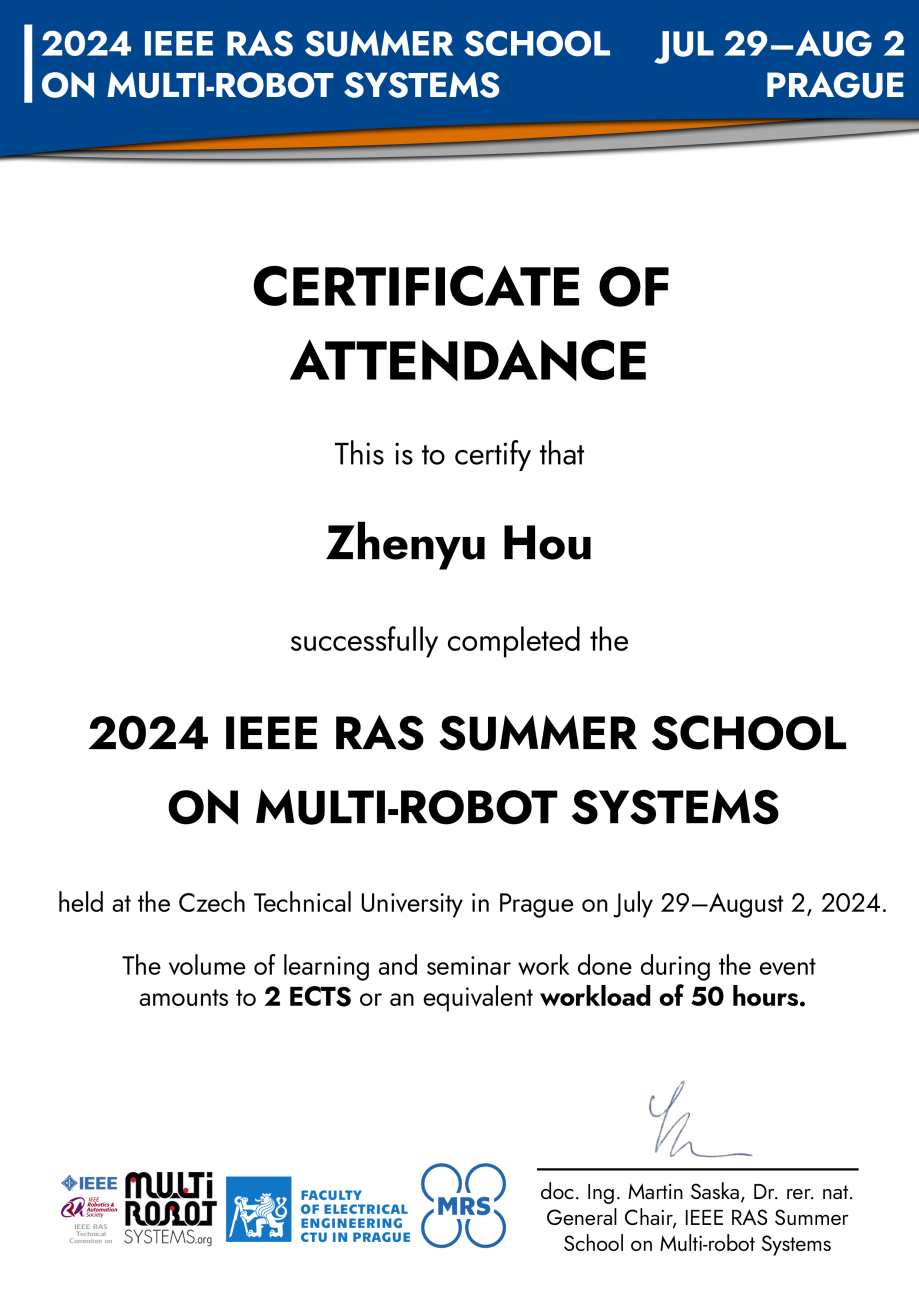 2024 IEEE RAS SUMMER SCHOOL
ON MULTI-ROBOT SYSTEMS
JUL 29–AUG 2
PRAGUE
CERTIFICATE OF
ATTENDANCE
This is to certify that
Zhenyu Hou
successfully completed the
2024 IEEE RAS SUMMER SCHOOL
ON MULTI-ROBOT SYSTEMS
held at the Czech Technical University in Prague on July 29–August 2, 2024.
The volume of learning and seminar work done during the event
amounts to 2 ECTS or an equivalent workload of 50 hours.
IEEE
IEEE
Robotics &
Automation
Society
IEEE RAS
Technical
Commitee on
MULTI
ROBOT
SYSTEMS.org
FACULTY
OF ELECTRICAL
ENGINEERING
CTU IN PRAGUE
MRS
doc. Ing. Martin Saska, Dr. rer. nat.
General Chair, IEEE RAS Summer
School on Multi-robot Systems